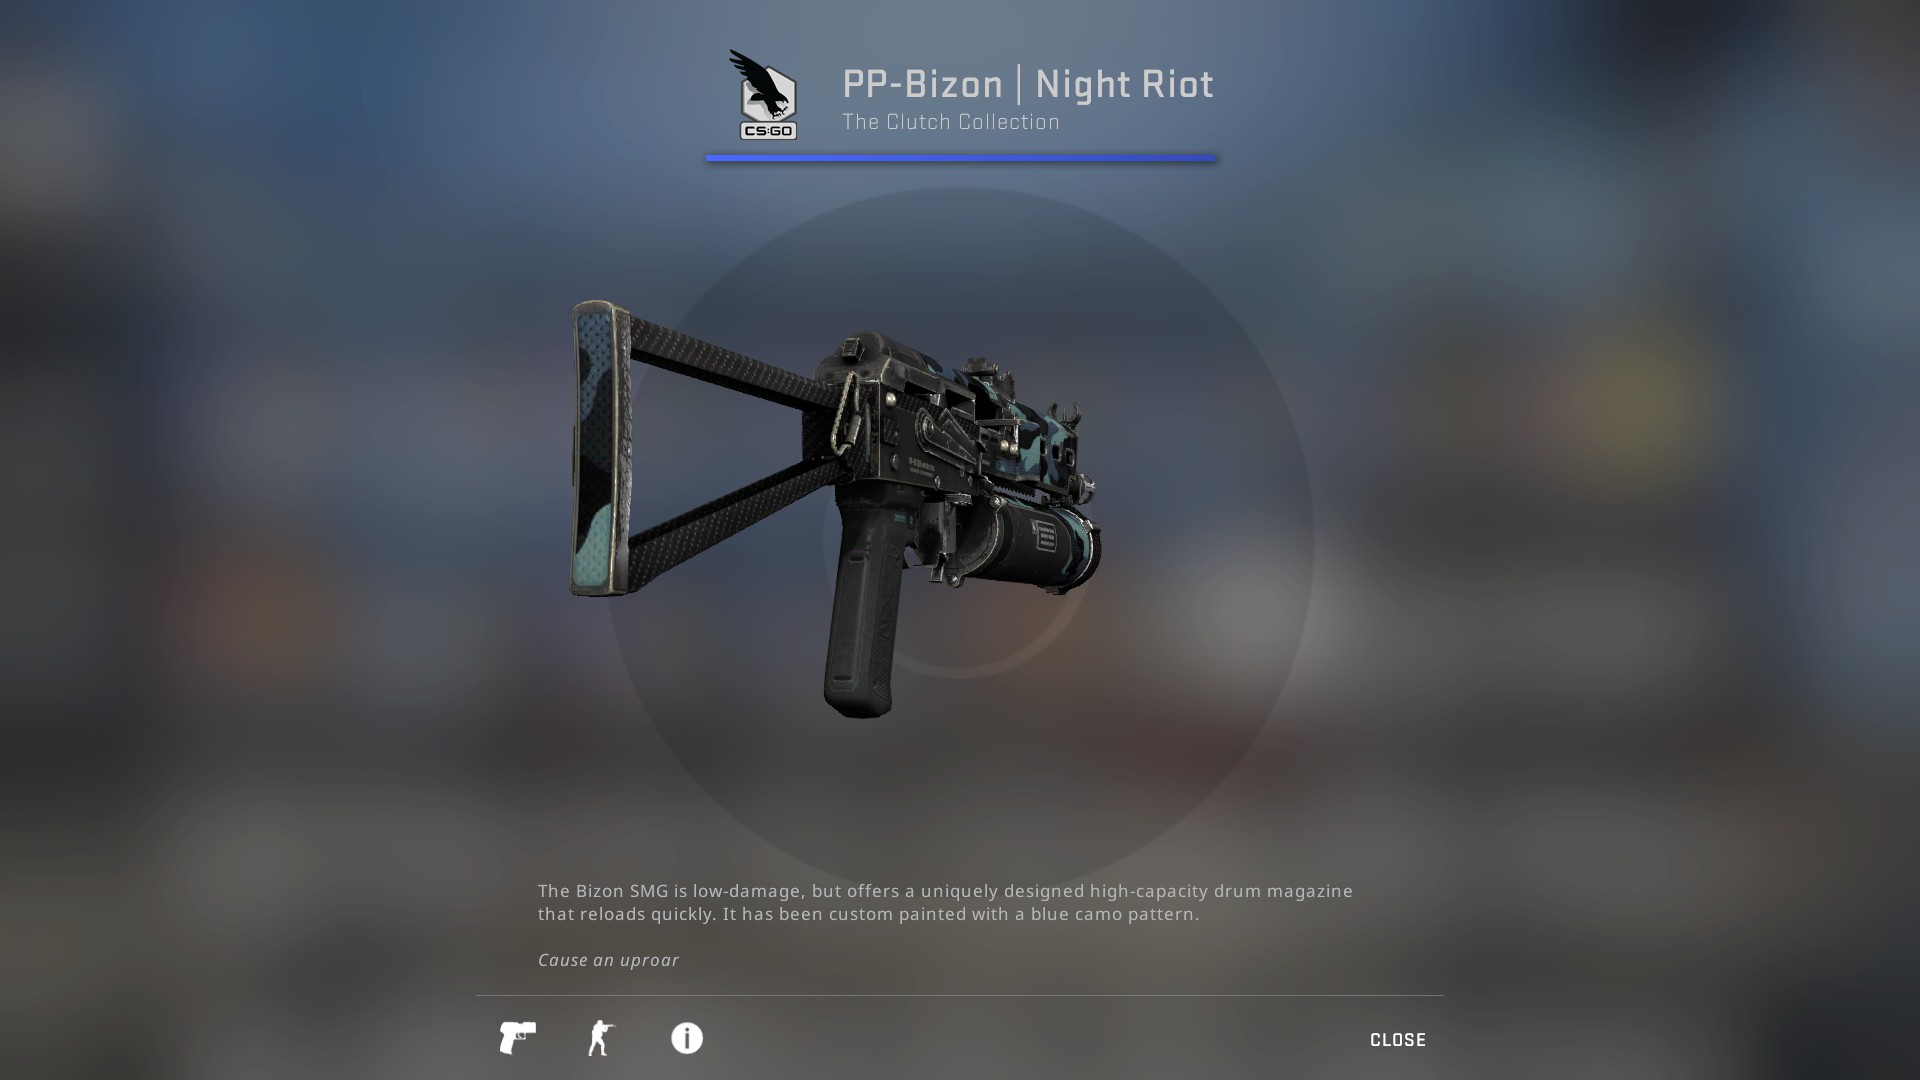 PP-Bizon | Night Riot
CS:GO
The Clutch Collection
The Bizon SMG is low-damage, but offers a uniquely designed high-capacity drum magazine
that reloads quickly. It has been custom painted with a blue camo pattern.
Cause an uproar
CLOSE